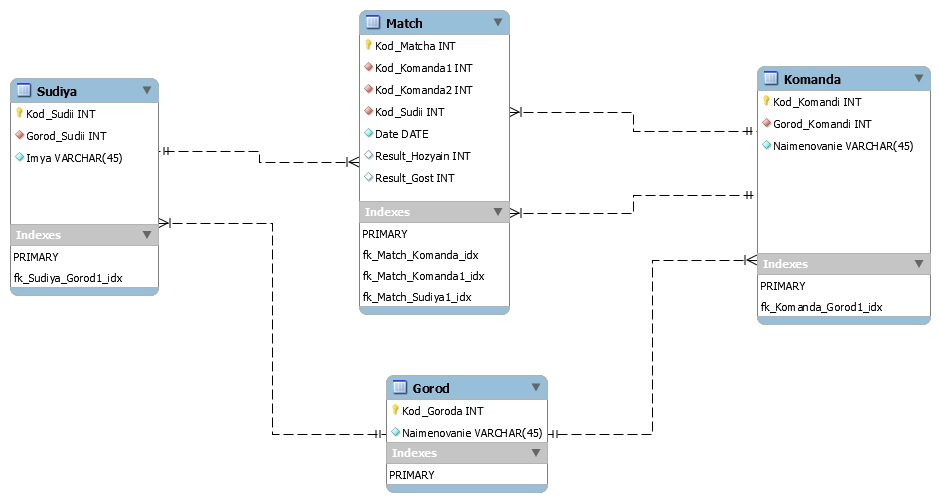 Match
Kod_Matcha INT
Kod_Komanda1 INT
Kod_Komanda2 INT
Kod_Sudii INT
Date DATE
Result_Hozyain INT
Result_Gost INT
Indexes
PRIMARY
fk_Match_Komanda_idx
fk_Match_Komanda1_idx
fk_Match_Sudiya1_idx
Sudiya
Kod_Sudii INT
Gorod_Sudii INT
Imya VARCHAR(45)
Indexes
PRIMARY
fk_Sudiya_Gorod1_idx
Komanda
Kod_Komandi INT
Gorod_Komandi INT
Naimenovanie VARCHAR(45)
Indexes
PRIMARY
fk_Komanda_Gorod1_idx
Gorod
Kod_Goroda INT
Naimenovanie VARCHAR(45)
Indexes
PRIMARY